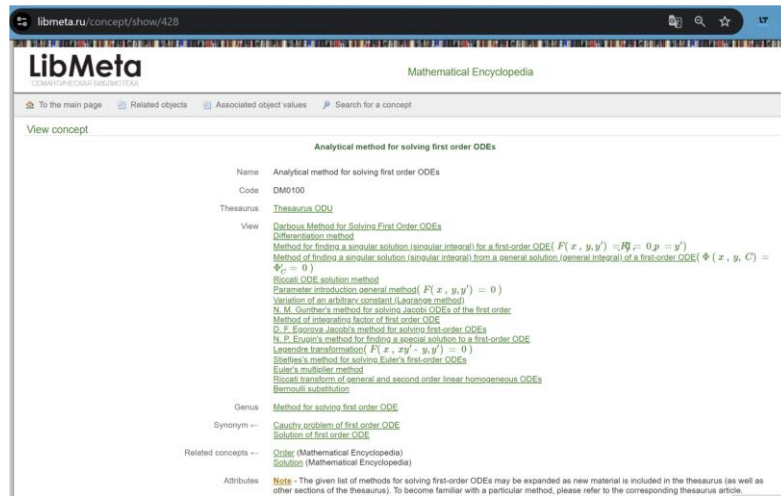 libmeta.ru/concept/show/428
LT
LibMeta
СЕМАНТИЧЕСКАЯ БИБЛИОТЕКА
Mathematical Encyclopedia
To the main page Related objects Associated object values Search for a concept
View concept
Analytical method for solving first order ODEs
Name Analytical method for solving first order ODEs
Code DM0100
Thesaurus Thesaurus ODU
View Darboux Method for Solving First Order ODEs
Differentiation method
Method for finding a singular solution (singular integral) for a first-order ODE( F( x , y, y′ ) = 0, p = y′ )
Method of finding a singular solution (singular integral) from a general solution (general integral) of a first-order ODE( Φ ( x , y, C ) =
Φ′C = 0 )
Riccati ODE solution method
Parameter introduction general method( F( x , y, y′ ) = 0 )
Variation of an arbitrary constant (Lagrange method)
N. M. Gunther's method for solving Jacobi ODEs of the first order
Method of integrating factor of first order ODE
D. F. Egorova Jacobi's method for solving first-order ODEs
N. P. Erugin's method for finding a special solution to a first-order ODE
Legendre transformation( F( x , xy′ - y, y′ ) = 0 )
Stieltjes's method for solving Euler's first-order ODEs
Euler's multiplier method
Riccati transform of general and second order linear homogeneous ODEs
Bernoulli substitution
Genus Method for solving first order ODE
Synonym ← Cauchy problem of first order ODE
Solution of first order ODE
Related concepts ← Order (Mathematical Encyclopedia)
Solution (Mathematical Encyclopedia)
Attributes Note - The given list of methods for solving first-order ODEs may be expanded as new material is included in the thesaurus (as well as
other sections of the thesaurus). To become familiar with a particular method, please refer to the corresponding thesaurus article.